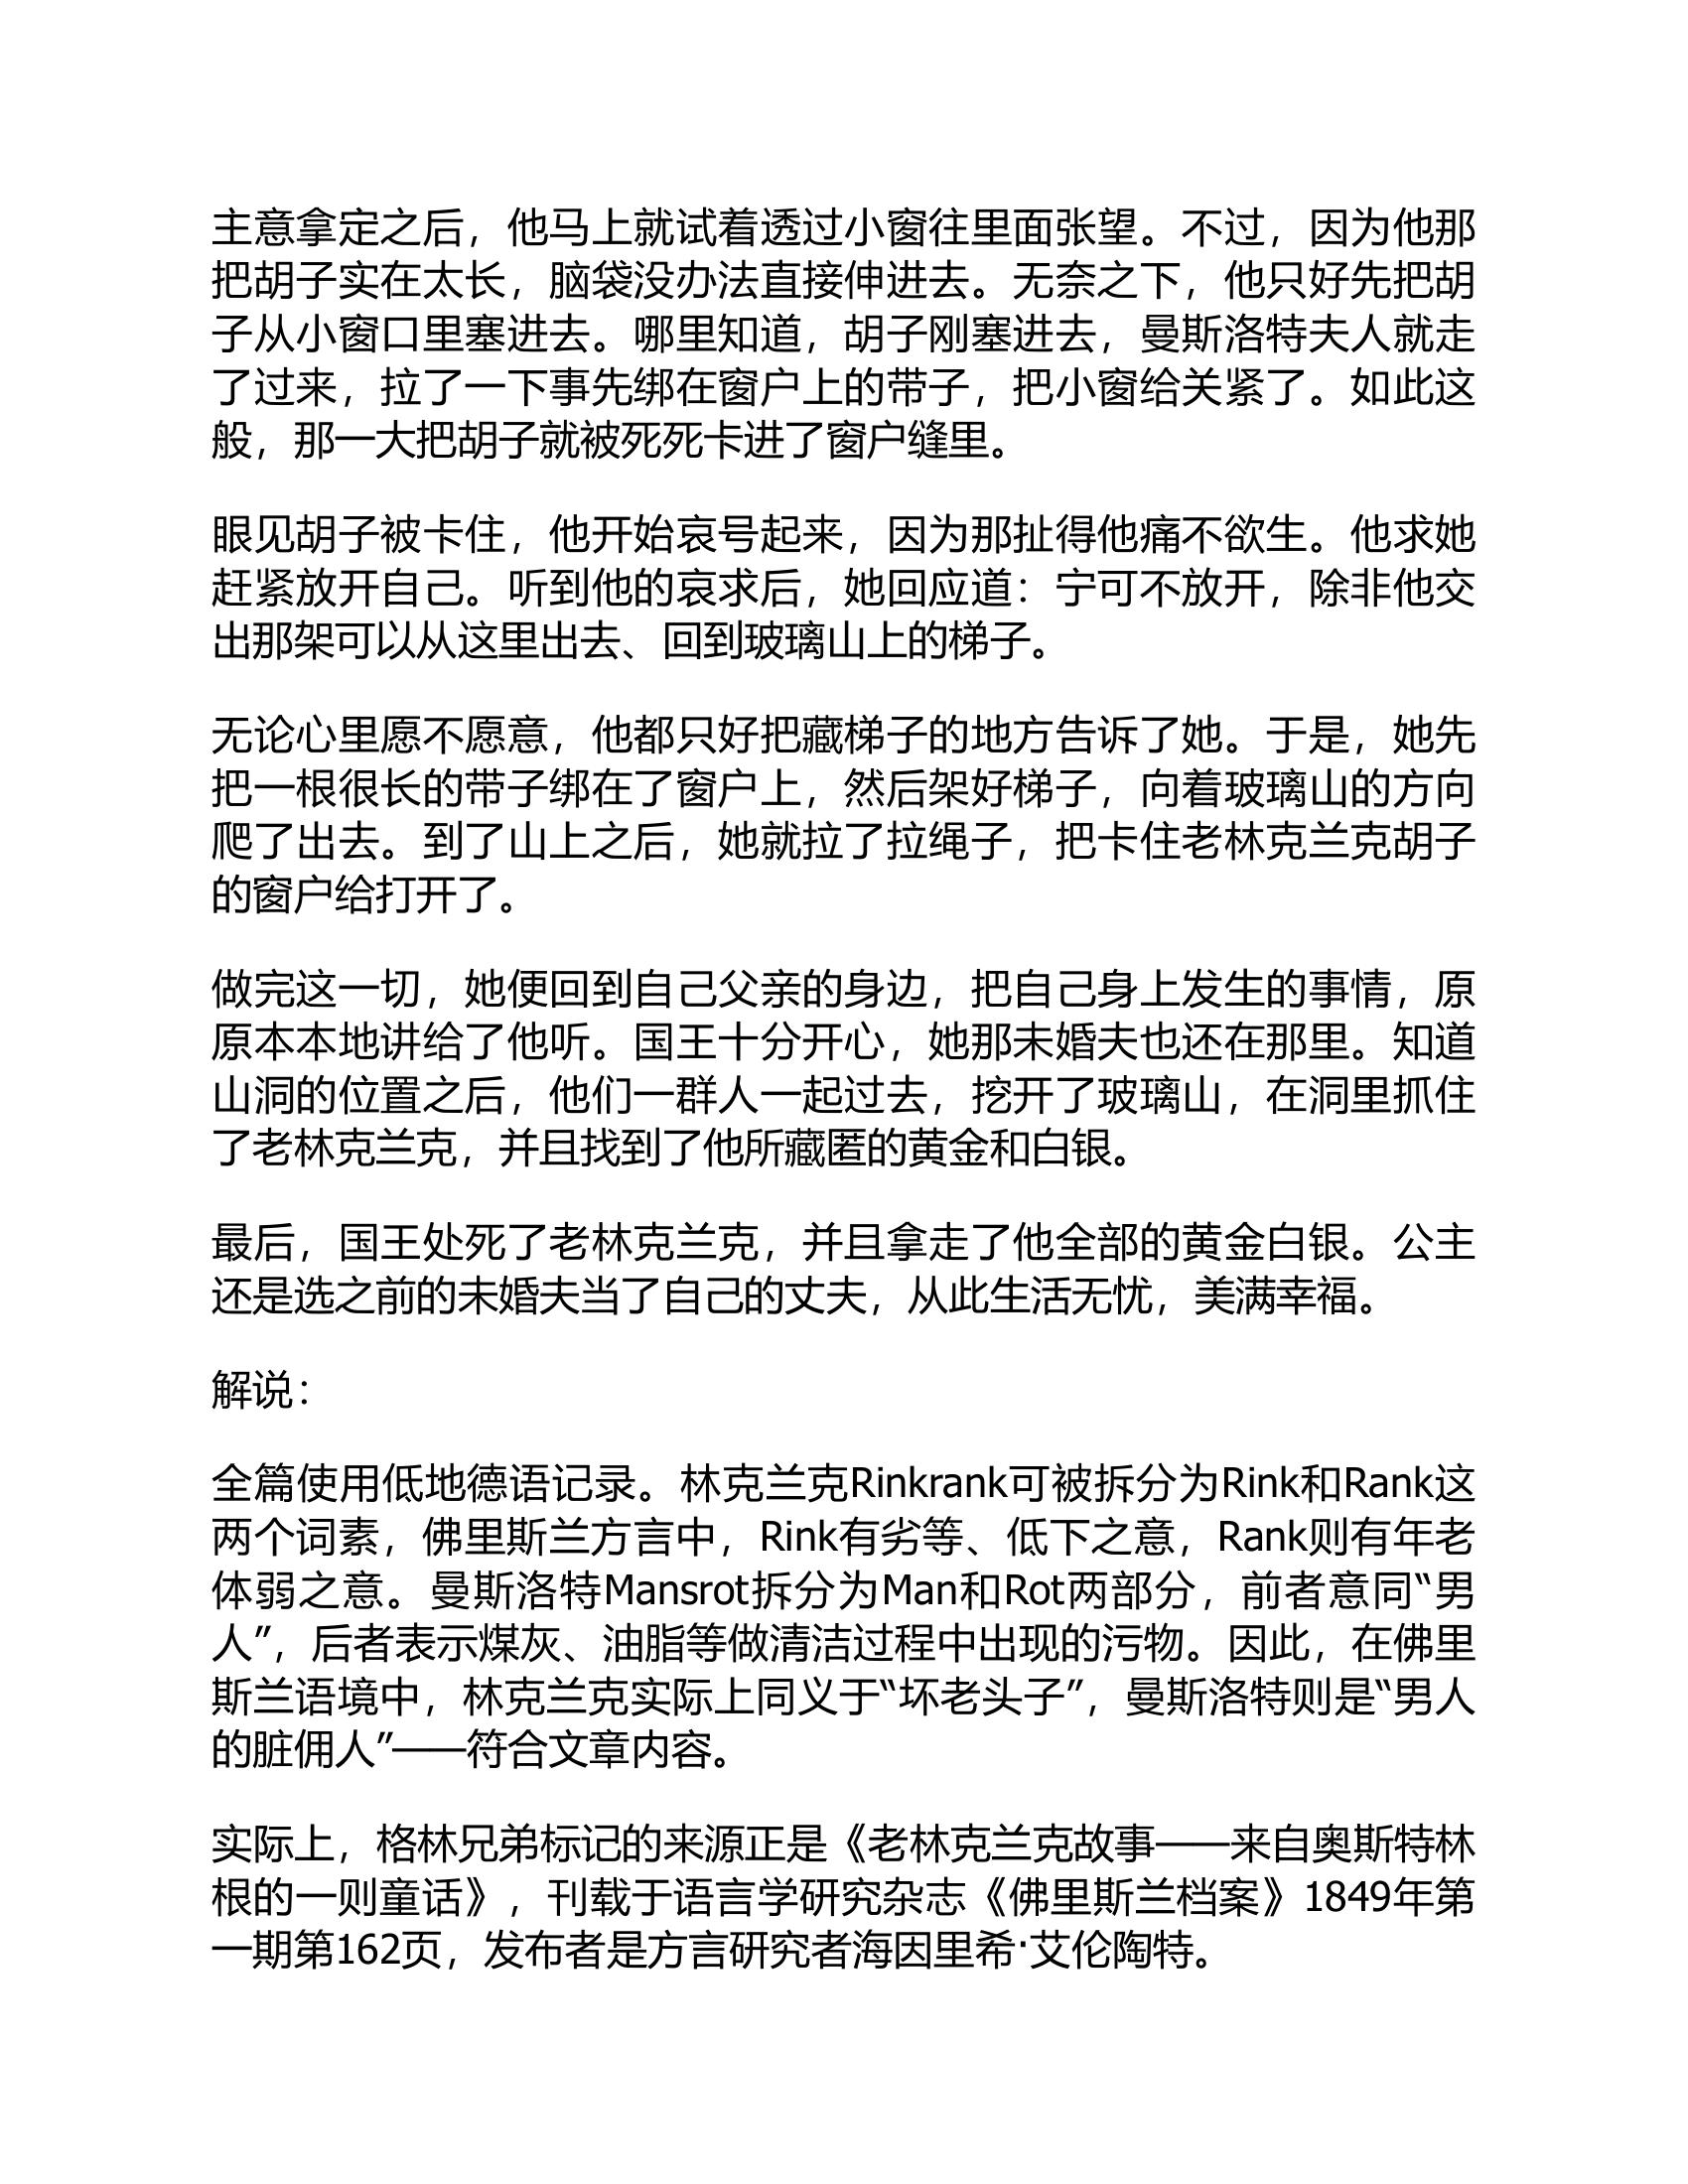 主意拿定之后，他马上就试着透过小窗往里面张望。不过，因为他那
把胡子实在太长，脑袋没办法直接伸进去。无奈之下，他只好先把胡
子从小窗口里塞进去。哪里知道，胡子刚塞进去，曼斯洛特夫人就走
了过来，拉了一下事先绑在窗户上的带子，把小窗给关紧了。如此这
般，那一大把胡子就被死死卡进了窗户缝里。
眼见胡子被卡住，他开始哀号起来，因为那扯得他痛不欲生。他求她
赶紧放开自己。听到他的哀求后，她回应道：宁可不放开，除非他交
出那架可以从这里出去、回到玻璃山上的梯子。
无论心里愿不愿意，他都只好把藏梯子的地方告诉了她。于是，她先
把一根很长的带子绑在了窗户上，然后架好梯子，向着玻璃山的方向
爬了出去。到了山上之后，她就拉了拉绳子，把卡住老林克兰克胡子
的窗户给打开了。
做完这一切，她便回到自己父亲的身边，把自己身上发生的事情，原
原本本地讲给了他听。国王十分开心，她那未婚夫也还在那里。知道
山洞的位置之后，他们一群人一起过去，挖开了玻璃山，在洞里抓住
了老林克兰克，并且找到了他所藏匿的黄金和白银。
最后，国王处死了老林克兰克，并且拿走了他全部的黄金白银。公主
还是选之前的未婚夫当了自己的丈夫，从此生活无忧，美满幸福。
解说：
全篇使用低地德语记录。林克兰克Rinkrank可被拆分为Rink和Rank这
两个词素，佛里斯兰方言中，Rink有劣等、低下之意，Rank则有年老
体弱之意。曼斯洛特Mansrot拆分为Man和Rot两部分，前者意同“男
人”，后者表示煤灰、油脂等做清洁过程中出现的污物。因此，在佛里
斯兰语境中，林克兰克实际上同义于“坏老头子”，曼斯洛特则是“男人
的脏佣人”——符合文章内容。
实际上，格林兄弟标记的来源正是《老林克兰克故事——来自奥斯特林
根的一则童话》，刊载于语言学研究杂志《佛里斯兰档案》1849年第
一期第162页，发布者是方言研究者海因里希·艾伦陶特。